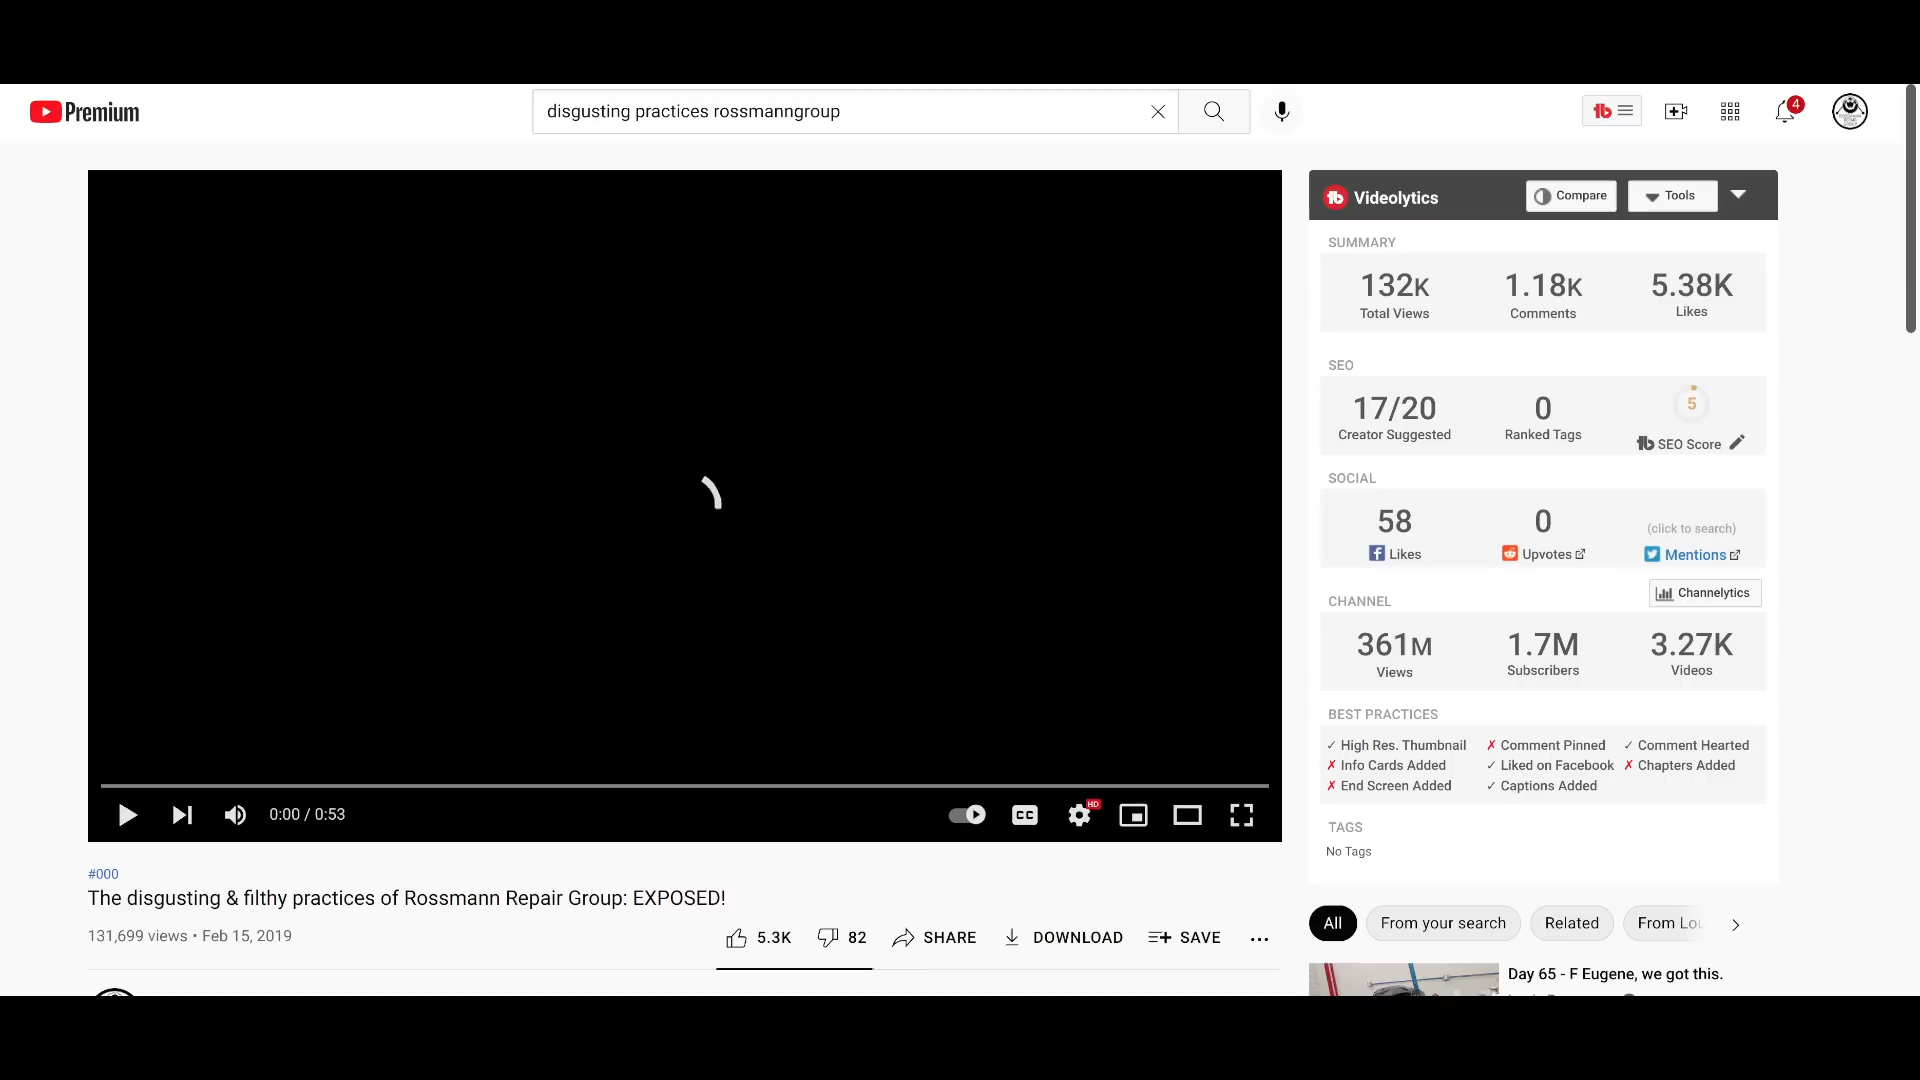 Premium
disgusting practices rossmanngroup
4
Videolytics
Compare
Tools
SUMMARY
132K
1.18K
5.38K
Total Views
Comments
Likes
SEO
17/20
0
5
Creator Suggested
Ranked Tags
SEO Score
SOCIAL
58
0
(click to search)
Likes
Upvotes
Mentions
CHANNEL
Channelytics
361M
1.7M
3.27K
Views
Subscribers
Videos
BEST PRACTICES
✓ High Res. Thumbnail
✗ Comment Pinned
✓ Comment Hearted
✗ Info Cards Added
✓ Liked on Facebook
✗ Chapters Added
✗ End Screen Added
✓ Captions Added
TAGS
No Tags
0:00 / 0:53
CC
HD
#000
The disgusting & filthy practices of Rossmann Repair Group: EXPOSED!
131,699 views • Feb 15, 2019
5.3K
82
SHARE
DOWNLOAD
SAVE
All
From your search
Related
From Lou
Day 65 - F Eugene, we got this.